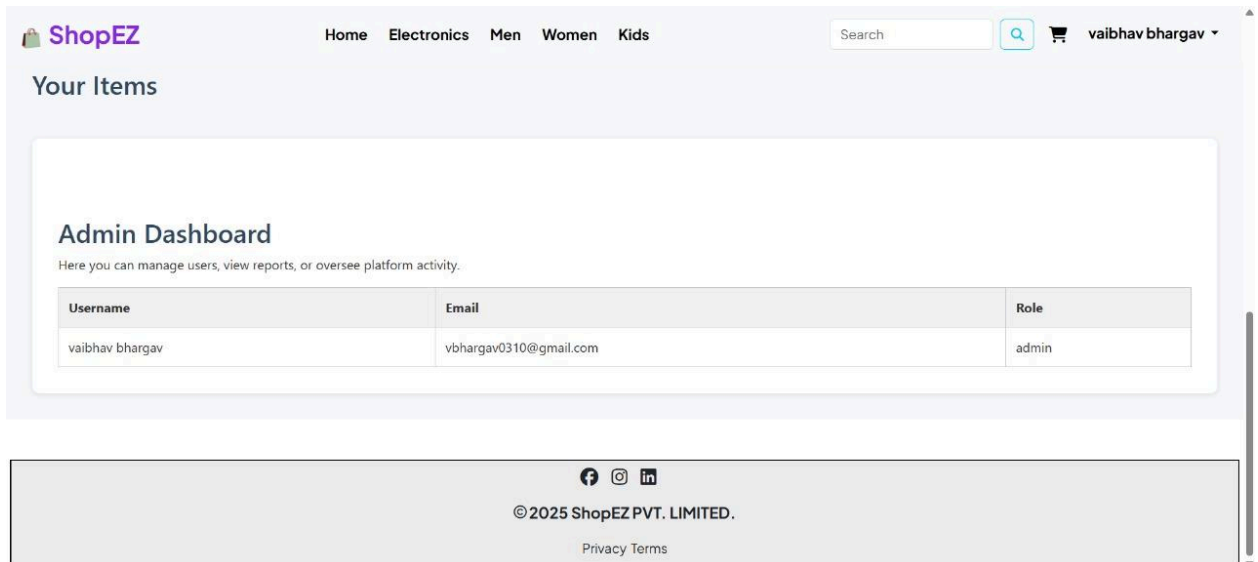 ShopEZ Home Electronics Men Women Kids Search vaibhav bhargav
Your Items
Admin Dashboard
Here you can manage users, view reports, or oversee platform activity.
Username Email Role
vaibhav bhargav vbhargav0310@gmail.com admin
©2025 ShopEZ PVT. LIMITED.
Privacy Terms